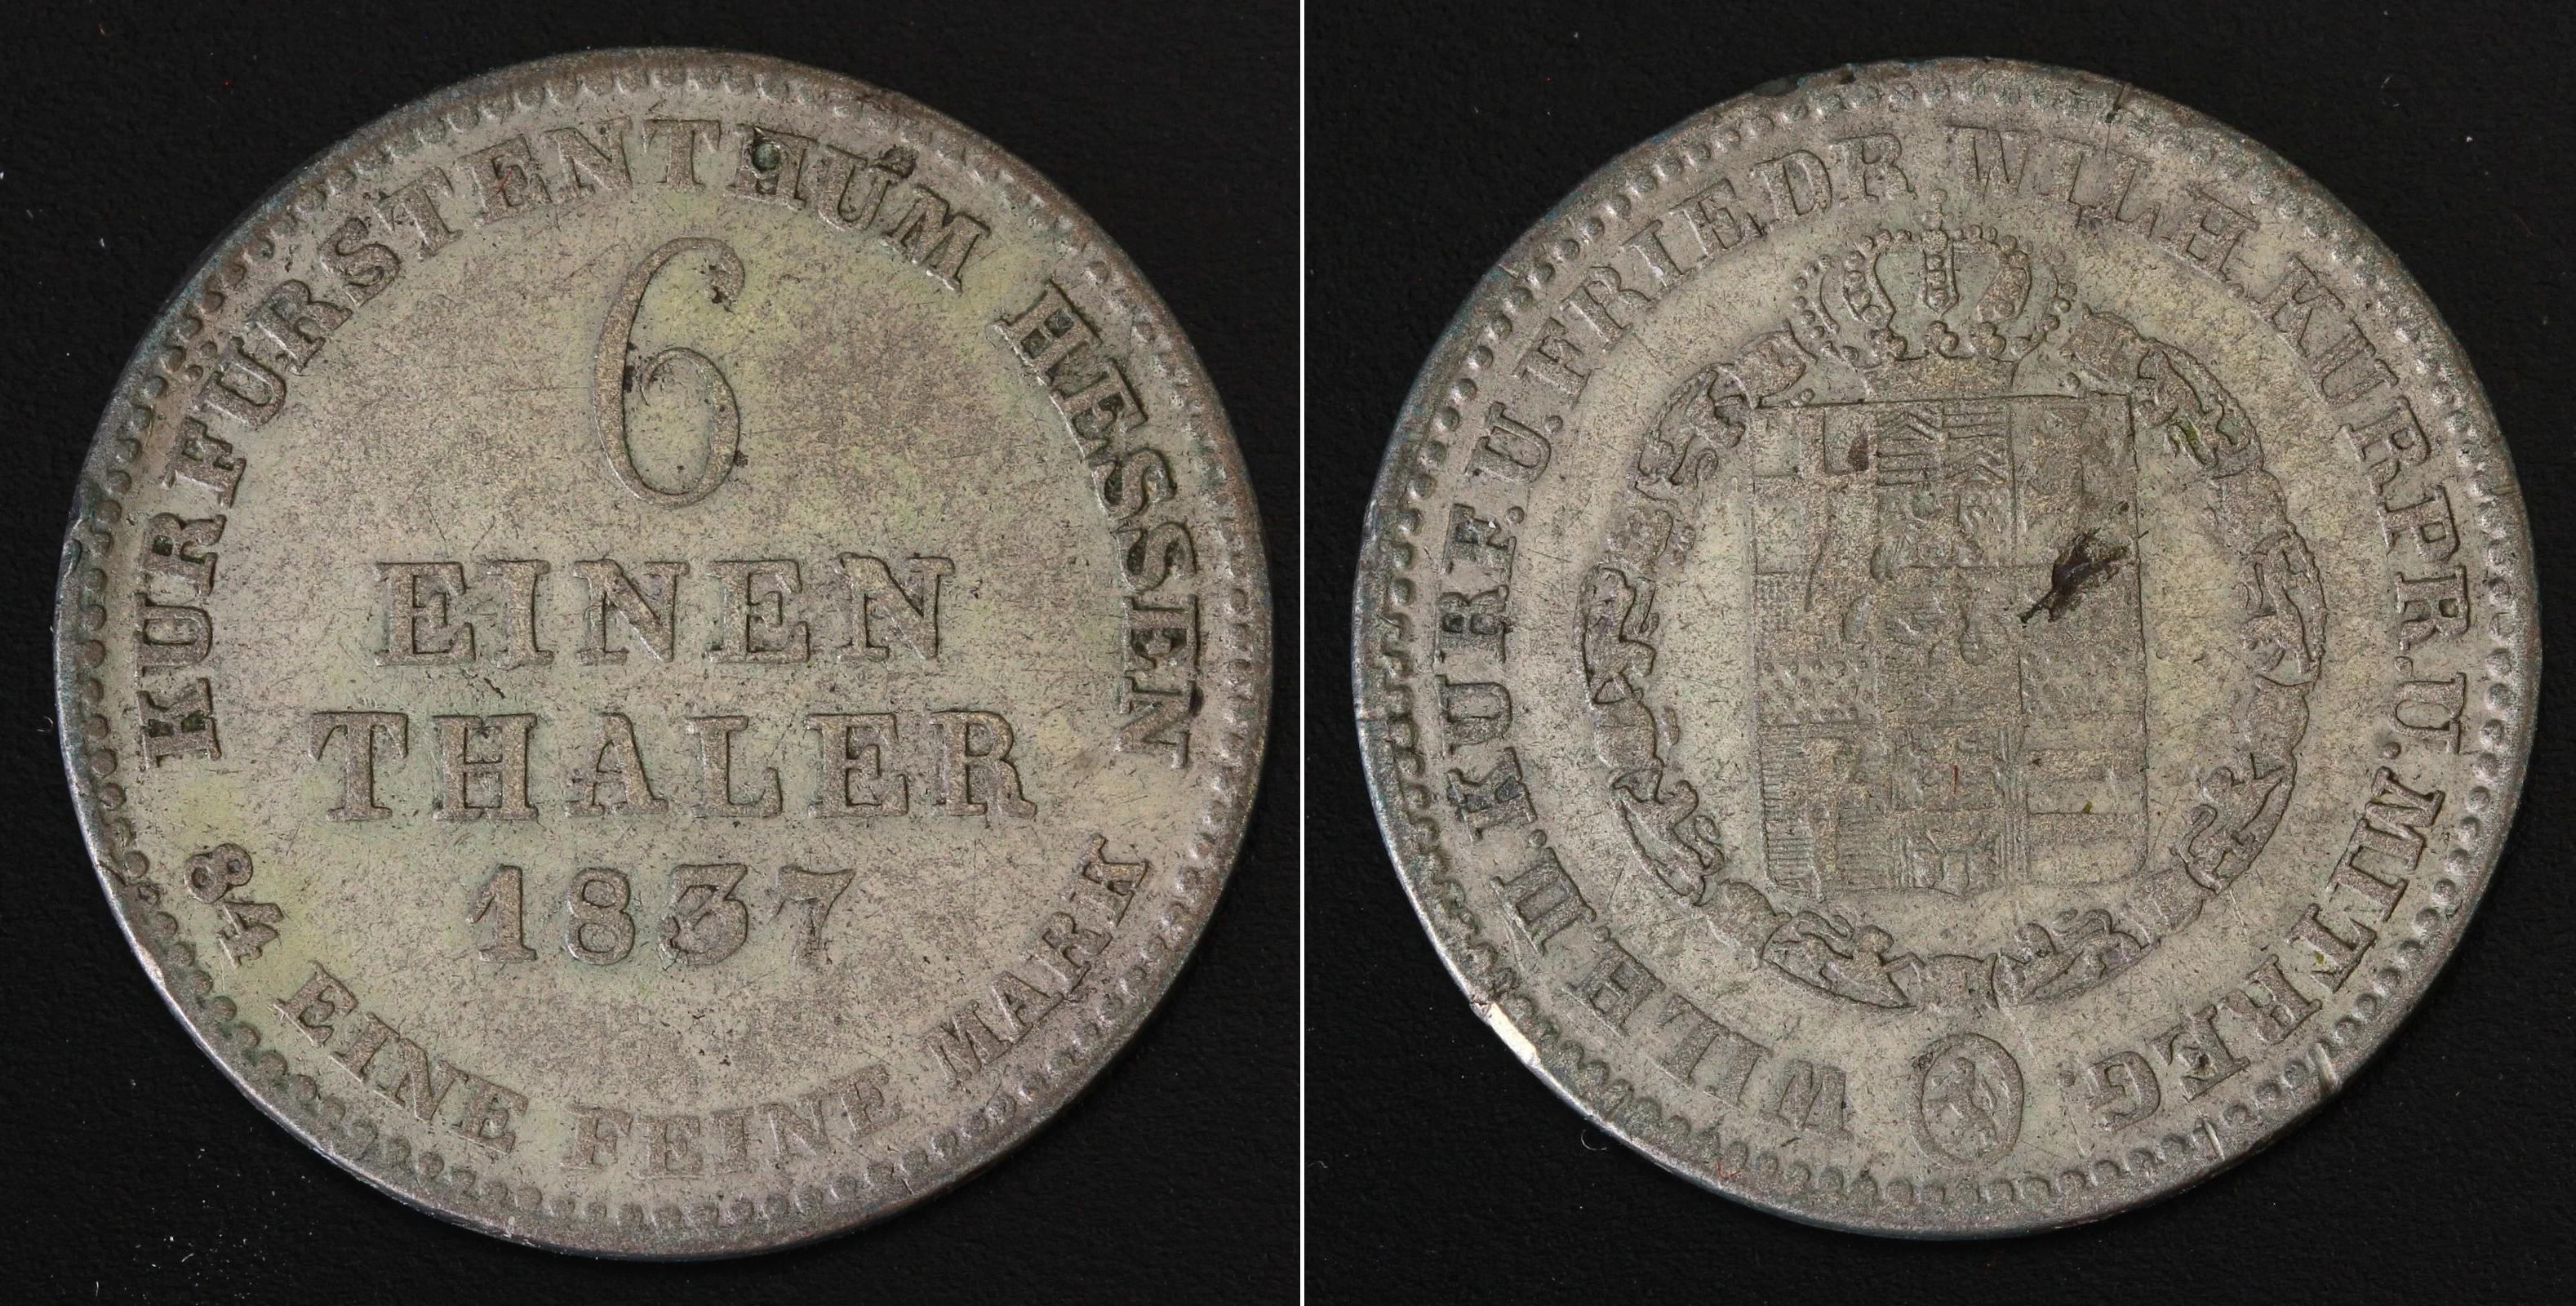 KURFÜRSTENTHUM HESSEN
6
EINEN
THALER
1837
84 EINE FEINE MARK
WILH.II.KURF.U.FRIEDR WILH.KURPR.U.MITREG.